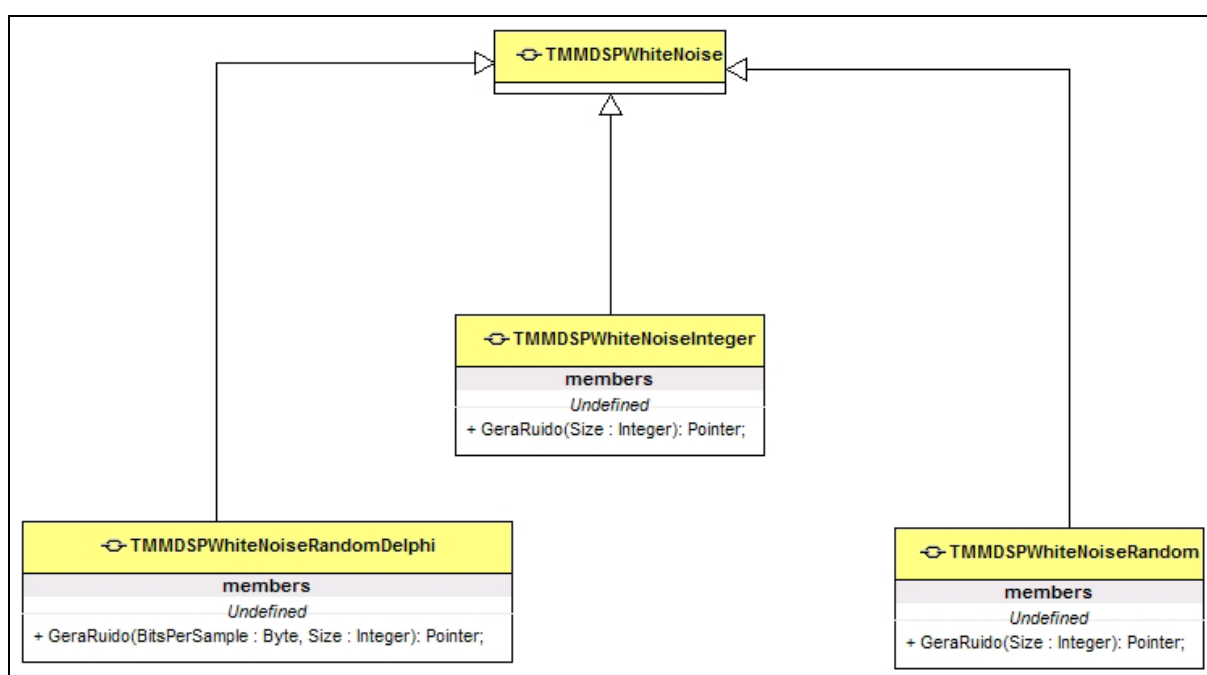 TMMDSPWhiteNoise
TMMDSPWhiteNoiseInteger
members
Undefined
+ GeraRuido(Size : Integer): Pointer;
TMMDSPWhiteNoiseRandomDelphi
members
Undefined
+ GeraRuido(BitsPerSample : Byte, Size : Integer): Pointer;
TMMDSPWhiteNoiseRandom
members
Undefined
+ GeraRuido(Size : Integer): Pointer;